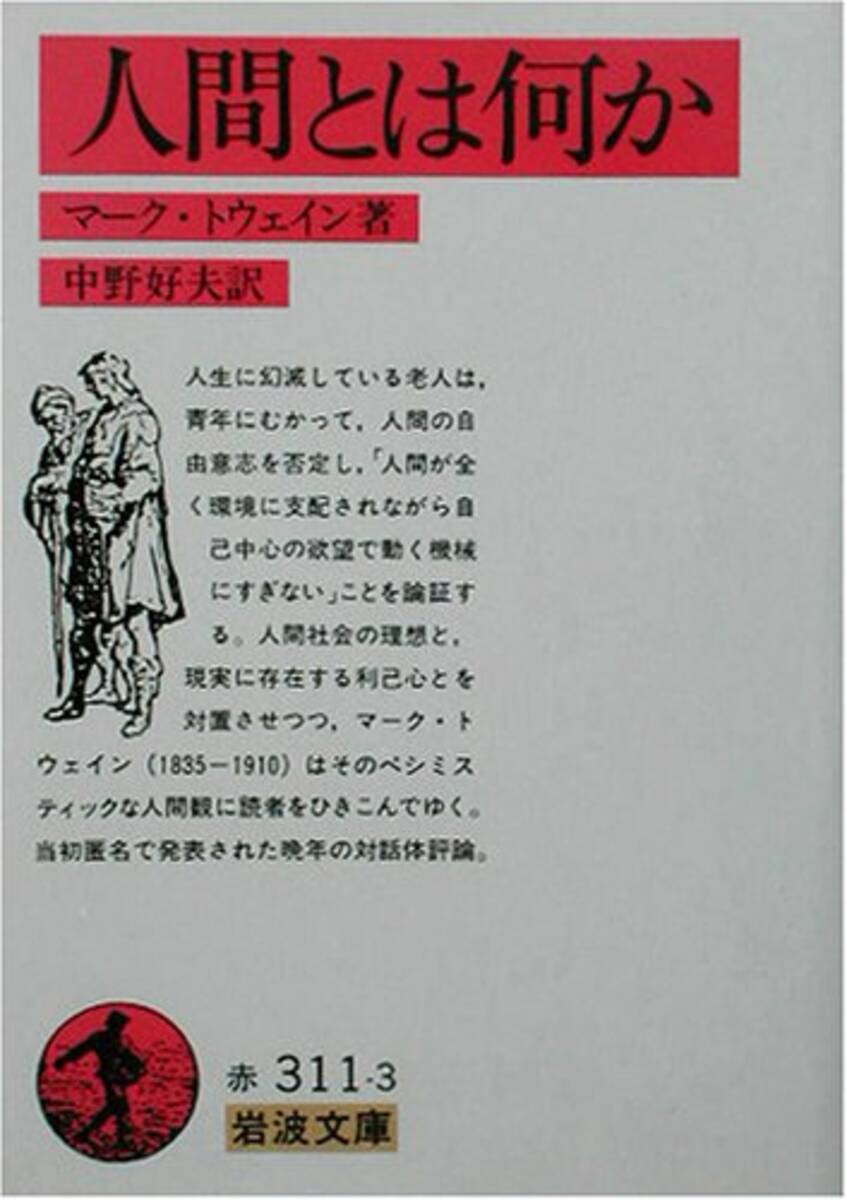 人間とは何か
マーク・トウェイン著
中野好夫訳
人生に幻滅している老人は，
青年にむかって，人間の自
由意志を否定し，「人間が全
く環境に支配されながら自
己中心の欲望で動く機械
にすぎない」ことを論証す
る。人間社会の理想と，
現実に存在する利己心とを
対置させつつ，マーク・ト
ウェイン（1835－1910）はそのペシミス
ティックな人間観に読者をひきこんでゆく。
当初匿名で発表された晩年の対話体評論。
赤 311-3
岩波文庫